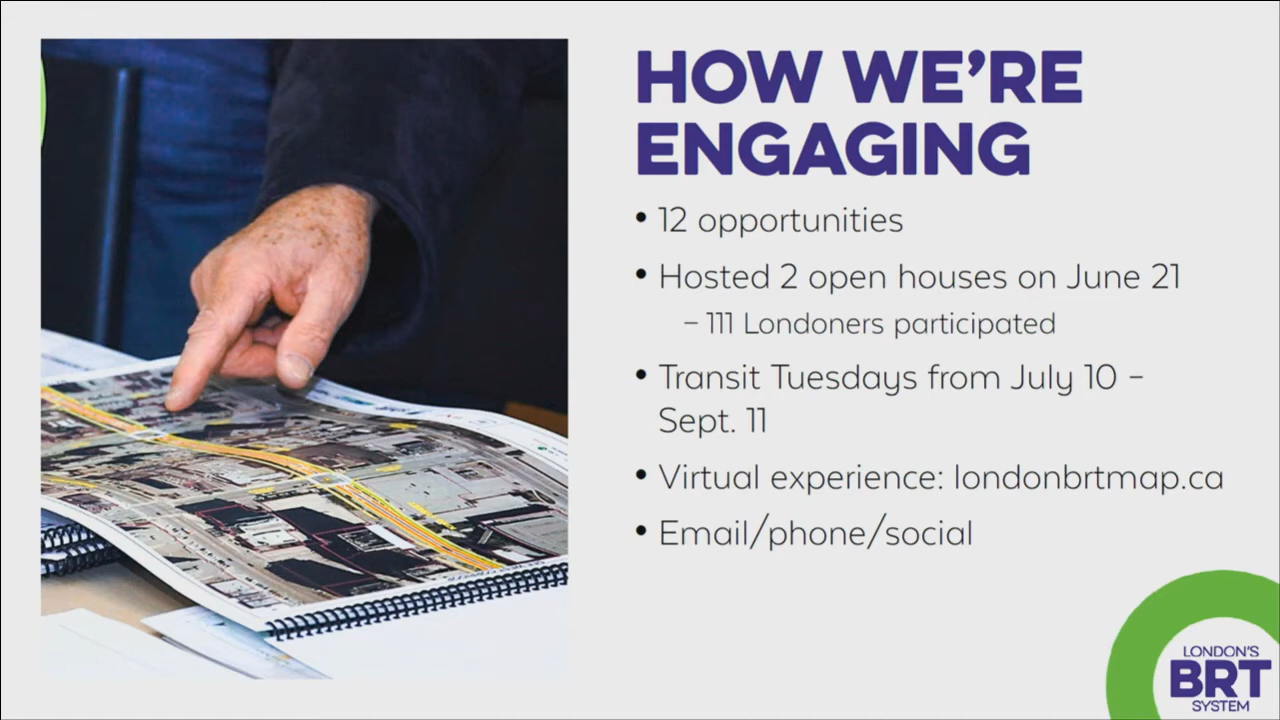 HOW WE'RE
ENGAGING
• 12 opportunities
• Hosted 2 open houses on June 21
– 111 Londoners participated
• Transit Tuesdays from July 10 –
Sept. 11
• Virtual experience: londonbrtmap.ca
• Email/phone/social
LONDON'S
BRT
SYSTEM